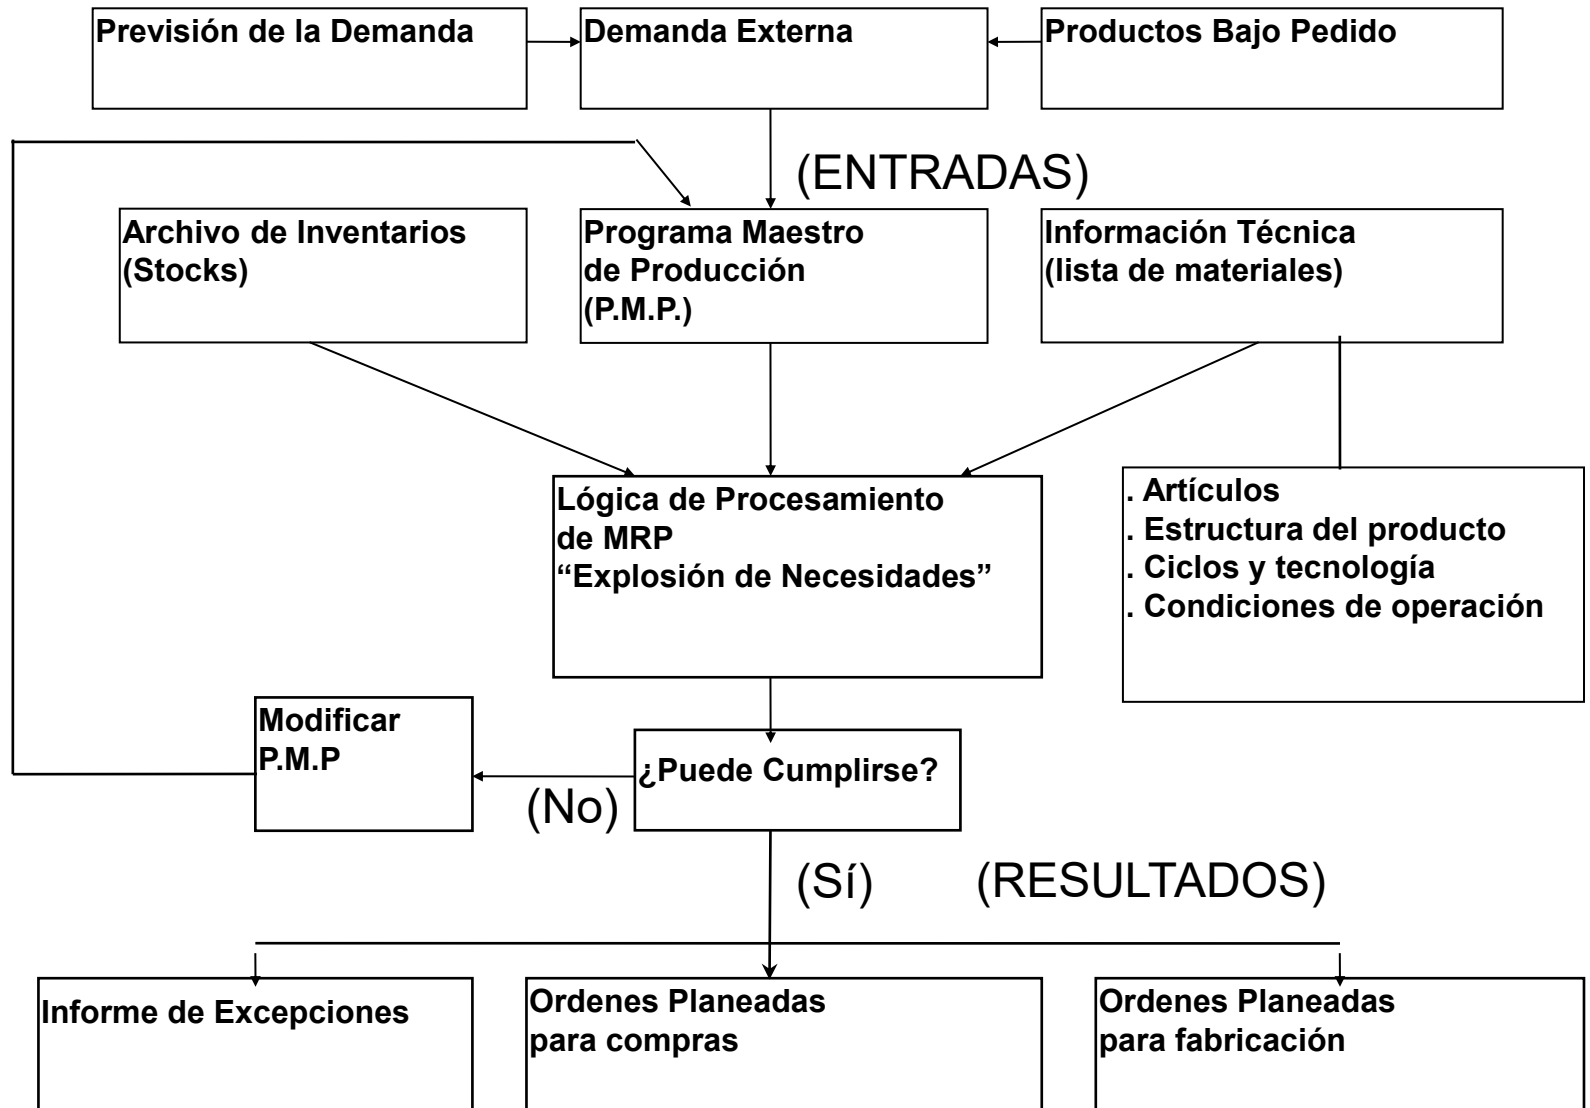 Previsión de la Demanda
Demanda Externa
Productos Bajo Pedido
(ENTRADAS)
Archivo de Inventarios
(Stocks)
Programa Maestro
de Producción
(P.M.P.)
Información Técnica
(lista de materiales)
Lógica de Procesamiento
de MRP
“Explosión de Necesidades”
. Artículos
. Estructura del producto
. Ciclos y tecnología
. Condiciones de operación
Modificar
P.M.P
¿Puede Cumplirse?
(No)
(Sí)
(RESULTADOS)
Informe de Excepciones
Ordenes Planeadas
para compras
Ordenes Planeadas
para fabricación